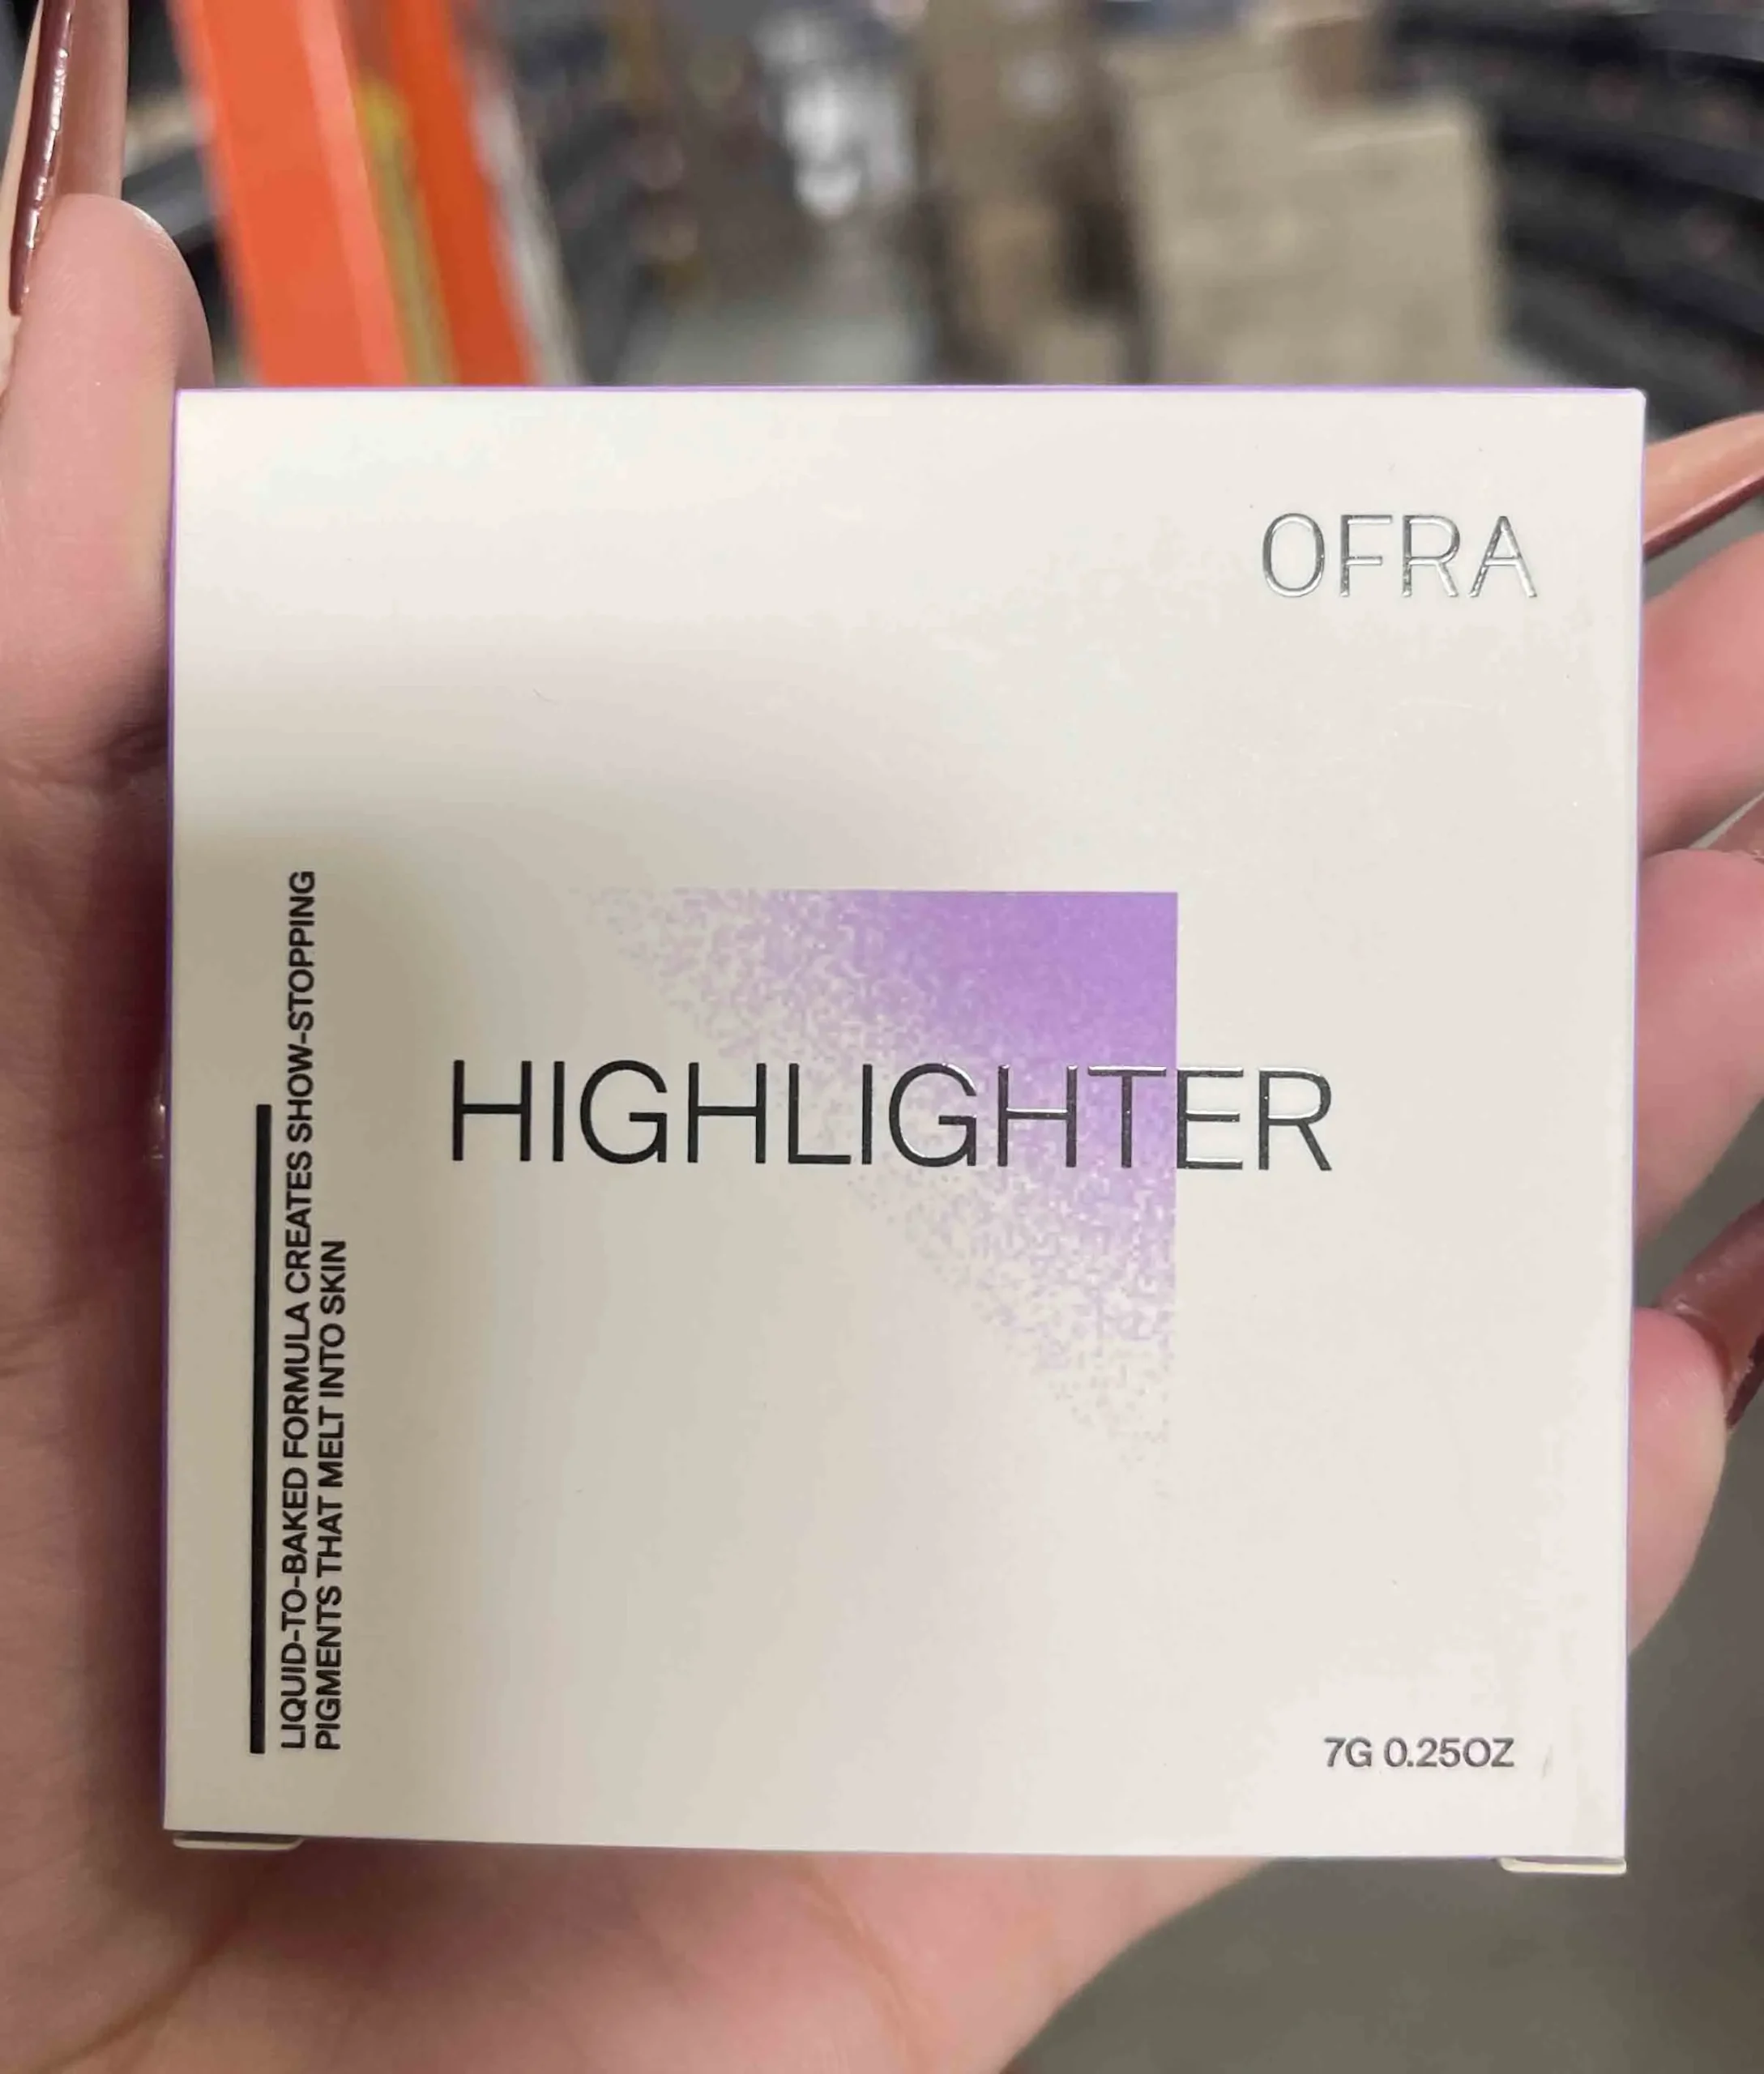 OFRA
HIGHLIGHTER
LIQUID-TO-BAKED FORMULA CREATES SHOW-STOPPING
PIGMENTS THAT MELT INTO SKIN
7G 0.25OZ